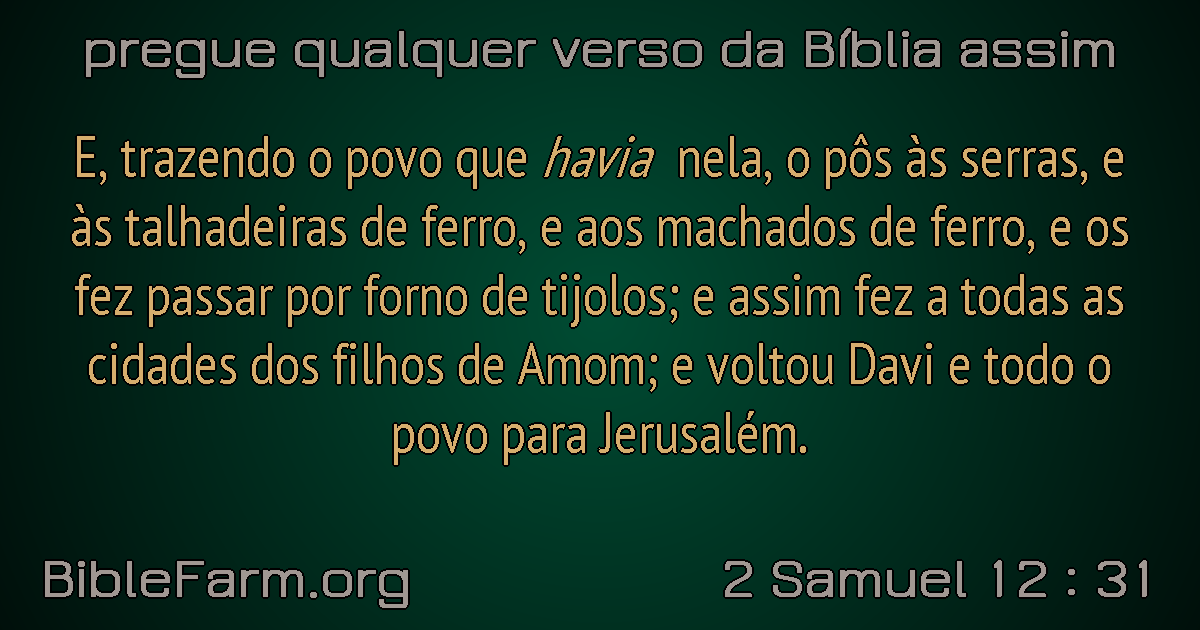 pregue qualquer verso da Bíblia assim
E, trazendo o povo que havia nela, o pôs às serras, e
às talhadeiras de ferro, e aos machados de ferro, e os
fez passar por forno de tijolos; e assim fez a todas as
cidades dos filhos de Amom; e voltou Davi e todo o
povo para Jerusalém.
BibleFarm.org
2 Samuel 12 : 31